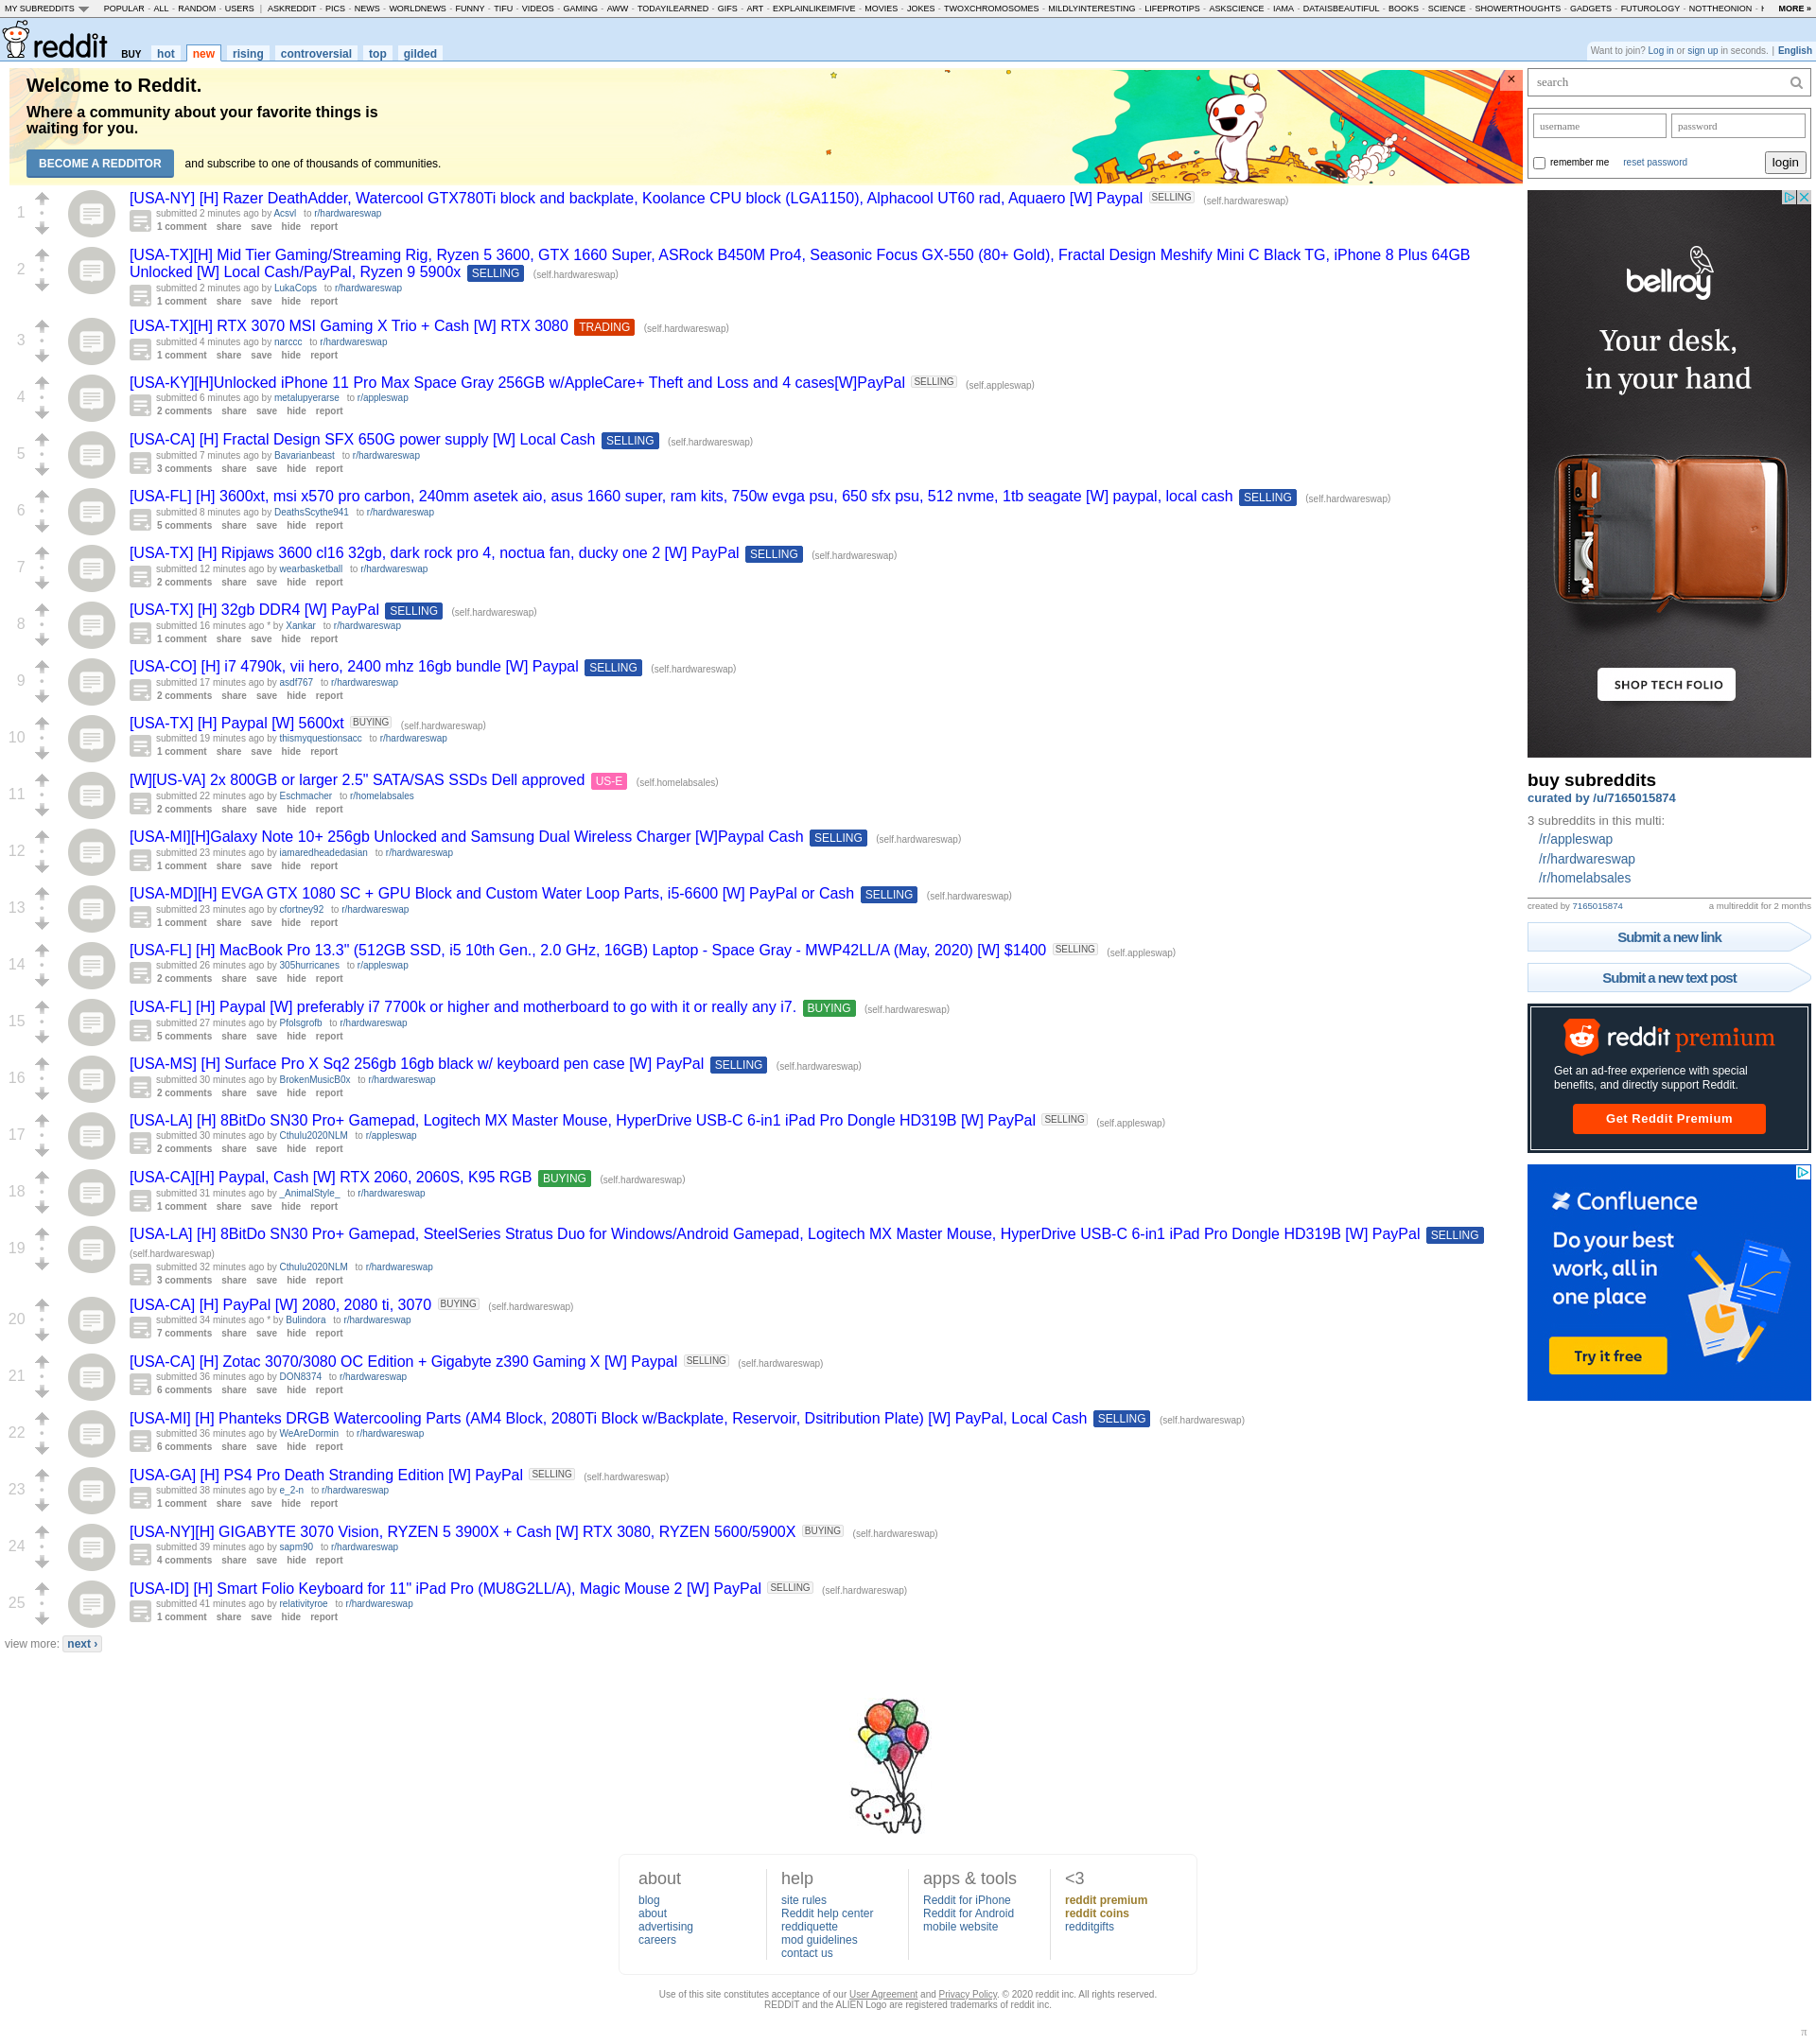 MY SUBREDDITS POPULAR - ALL - RANDOM - USERS | ASKREDDIT - PICS - NEWS - WORLDNEWS - FUNNY - TIFU - VIDEOS - GAMING - AWW - TODAYILEARNED - GIFS - ART - EXPLAINLIKEIMFIVE - MOVIES - JOKES - TWOXCHROMOSOMES - MILDLYINTERESTING - LIFEPROTIPS - ASKSCIENCE - IAMA - DATAISBEAUTIFUL - BOOKS - SCIENCE - SHOWERTHOUGHTS - GADGETS - FUTUROLOGY - NOTTHEONION - MORE »
reddit BUY hot new rising controversial top gilded
Want to join? Log in or sign up in seconds. | English
Welcome to Reddit.
Where a community about your favorite things is
waiting for you.
BECOME A REDDITOR and subscribe to one of thousands of communities.
×
1
[USA-NY] [H] Razer DeathAdder, Watercool GTX780Ti block and backplate, Koolance CPU block (LGA1150), Alphacool UT60 rad, Aquaero [W] Paypal SELLING (self.hardwareswap)
submitted 2 minutes ago by Acsvl to r/hardwareswap
1 comment share save hide report
2
[USA-TX][H] Mid Tier Gaming/Streaming Rig, Ryzen 5 3600, GTX 1660 Super, ASRock B450M Pro4, Seasonic Focus GX-550 (80+ Gold), Fractal Design Meshify Mini C Black TG, iPhone 8 Plus 64GB
Unlocked [W] Local Cash/PayPal, Ryzen 9 5900x SELLING (self.hardwareswap)
submitted 2 minutes ago by LukaCops to r/hardwareswap
1 comment share save hide report
3
[USA-TX][H] RTX 3070 MSI Gaming X Trio + Cash [W] RTX 3080 TRADING (self.hardwareswap)
submitted 4 minutes ago by narccc to r/hardwareswap
1 comment share save hide report
4
[USA-KY][H]Unlocked iPhone 11 Pro Max Space Gray 256GB w/AppleCare+ Theft and Loss and 4 cases[W]PayPal SELLING (self.appleswap)
submitted 6 minutes ago by metalupyerarse to r/appleswap
2 comments share save hide report
5
[USA-CA] [H] Fractal Design SFX 650G power supply [W] Local Cash SELLING (self.hardwareswap)
submitted 7 minutes ago by Bavarianbeast to r/hardwareswap
3 comments share save hide report
6
[USA-FL] [H] 3600xt, msi x570 pro carbon, 240mm asetek aio, asus 1660 super, ram kits, 750w evga psu, 650 sfx psu, 512 nvme, 1tb seagate [W] paypal, local cash SELLING (self.hardwareswap)
submitted 8 minutes ago by DeathsScythe941 to r/hardwareswap
5 comments share save hide report
7
[USA-TX] [H] Ripjaws 3600 cl16 32gb, dark rock pro 4, noctua fan, ducky one 2 [W] PayPal SELLING (self.hardwareswap)
submitted 12 minutes ago by wearbasketball to r/hardwareswap
2 comments share save hide report
8
[USA-TX] [H] 32gb DDR4 [W] PayPal SELLING (self.hardwareswap)
submitted 16 minutes ago * by Xankar to r/hardwareswap
1 comment share save hide report
9
[USA-CO] [H] i7 4790k, vii hero, 2400 mhz 16gb bundle [W] Paypal SELLING (self.hardwareswap)
submitted 17 minutes ago by asdf767 to r/hardwareswap
2 comments share save hide report
10
[USA-TX] [H] Paypal [W] 5600xt BUYING (self.hardwareswap)
submitted 19 minutes ago by thismyquestionsacc to r/hardwareswap
1 comment share save hide report
11
[W][US-VA] 2x 800GB or larger 2.5" SATA/SAS SSDs Dell approved US-E (self.homelabsales)
submitted 22 minutes ago by Eschmacher to r/homelabsales
2 comments share save hide report
12
[USA-MI][H]Galaxy Note 10+ 256gb Unlocked and Samsung Dual Wireless Charger [W]Paypal Cash SELLING (self.hardwareswap)
submitted 23 minutes ago by iamaredheadedasian to r/hardwareswap
1 comment share save hide report
13
[USA-MD][H] EVGA GTX 1080 SC + GPU Block and Custom Water Loop Parts, i5-6600 [W] PayPal or Cash SELLING (self.hardwareswap)
submitted 23 minutes ago by cfortney92 to r/hardwareswap
1 comment share save hide report
14
[USA-FL] [H] MacBook Pro 13.3" (512GB SSD, i5 10th Gen., 2.0 GHz, 16GB) Laptop - Space Gray - MWP42LL/A (May, 2020) [W] $1400 SELLING (self.appleswap)
submitted 26 minutes ago by 305hurricanes to r/appleswap
2 comments share save hide report
15
[USA-FL] [H] Paypal [W] preferably i7 7700k or higher and motherboard to go with it or really any i7. BUYING (self.hardwareswap)
submitted 27 minutes ago by Pfolsgrofb to r/hardwareswap
5 comments share save hide report
16
[USA-MS] [H] Surface Pro X Sq2 256gb 16gb black w/ keyboard pen case [W] PayPal SELLING (self.hardwareswap)
submitted 30 minutes ago by BrokenMusicB0x to r/hardwareswap
2 comments share save hide report
17
[USA-LA] [H] 8BitDo SN30 Pro+ Gamepad, Logitech MX Master Mouse, HyperDrive USB-C 6-in1 iPad Pro Dongle HD319B [W] PayPal SELLING (self.appleswap)
submitted 30 minutes ago by Cthulu2020NLM to r/appleswap
2 comments share save hide report
18
[USA-CA][H] Paypal, Cash [W] RTX 2060, 2060S, K95 RGB BUYING (self.hardwareswap)
submitted 31 minutes ago by _AnimalStyle_ to r/hardwareswap
1 comment share save hide report
19
[USA-LA] [H] 8BitDo SN30 Pro+ Gamepad, SteelSeries Stratus Duo for Windows/Android Gamepad, Logitech MX Master Mouse, HyperDrive USB-C 6-in1 iPad Pro Dongle HD319B [W] PayPal SELLING
(self.hardwareswap)
submitted 32 minutes ago by Cthulu2020NLM to r/hardwareswap
3 comments share save hide report
20
[USA-CA] [H] PayPal [W] 2080, 2080 ti, 3070 BUYING (self.hardwareswap)
submitted 34 minutes ago * by Bulindora to r/hardwareswap
7 comments share save hide report
21
[USA-CA] [H] Zotac 3070/3080 OC Edition + Gigabyte z390 Gaming X [W] Paypal SELLING (self.hardwareswap)
submitted 36 minutes ago by DON8374 to r/hardwareswap
6 comments share save hide report
22
[USA-MI] [H] Phanteks DRGB Watercooling Parts (AM4 Block, 2080Ti Block w/Backplate, Reservoir, Dsitribution Plate) [W] PayPal, Local Cash SELLING (self.hardwareswap)
submitted 36 minutes ago by WeAreDormin to r/hardwareswap
6 comments share save hide report
23
[USA-GA] [H] PS4 Pro Death Stranding Edition [W] PayPal SELLING (self.hardwareswap)
submitted 38 minutes ago by e_2-n to r/hardwareswap
1 comment share save hide report
24
[USA-NY][H] GIGABYTE 3070 Vision, RYZEN 5 3900X + Cash [W] RTX 3080, RYZEN 5600/5900X BUYING (self.hardwareswap)
submitted 39 minutes ago by sapm90 to r/hardwareswap
4 comments share save hide report
25
[USA-ID] [H] Smart Folio Keyboard for 11" iPad Pro (MU8G2LL/A), Magic Mouse 2 [W] PayPal SELLING (self.hardwareswap)
submitted 41 minutes ago by relativityroe to r/hardwareswap
1 comment share save hide report
view more: next ›
search
username password
remember me reset password login
bellroy
Your desk,
in your hand
SHOP TECH FOLIO
buy subreddits
curated by /u/7165015874
3 subreddits in this multi:
/r/appleswap
/r/hardwareswap
/r/homelabsales
created by 7165015874 a multireddit for 2 months
Submit a new link
Submit a new text post
reddit premium
Get an ad-free experience with special
benefits, and directly support Reddit.
Get Reddit Premium
Confluence
Do your best
work, all in
one place
Try it free
about
blog
about
advertising
careers
help
site rules
Reddit help center
reddiquette
mod guidelines
contact us
apps & tools
Reddit for iPhone
Reddit for Android
mobile website
<3
reddit premium
reddit coins
redditgifts
Use of this site constitutes acceptance of our User Agreement and Privacy Policy. © 2020 reddit inc. All rights reserved.
REDDIT and the ALIEN Logo are registered trademarks of reddit inc.
π